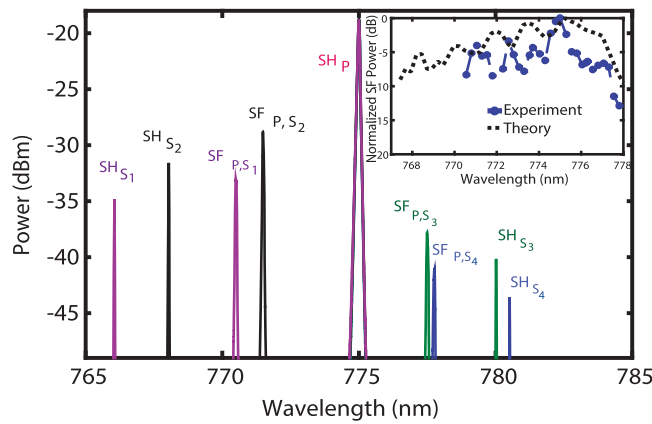 -20
-25
-30
-35
-40
-45
Power (dBm)
765
770
775
780
785
Wavelength (nm)
SH S1
SH S2
SF P,S1
SF P, S2
SH P
SF P,S3
SF P,S4
SH S3
SH S4
0
-5
-10
-15
20
Normalized SF Power (dB)
768
770
772
774
776
778
Wavelength (nm)
Experiment
Theory